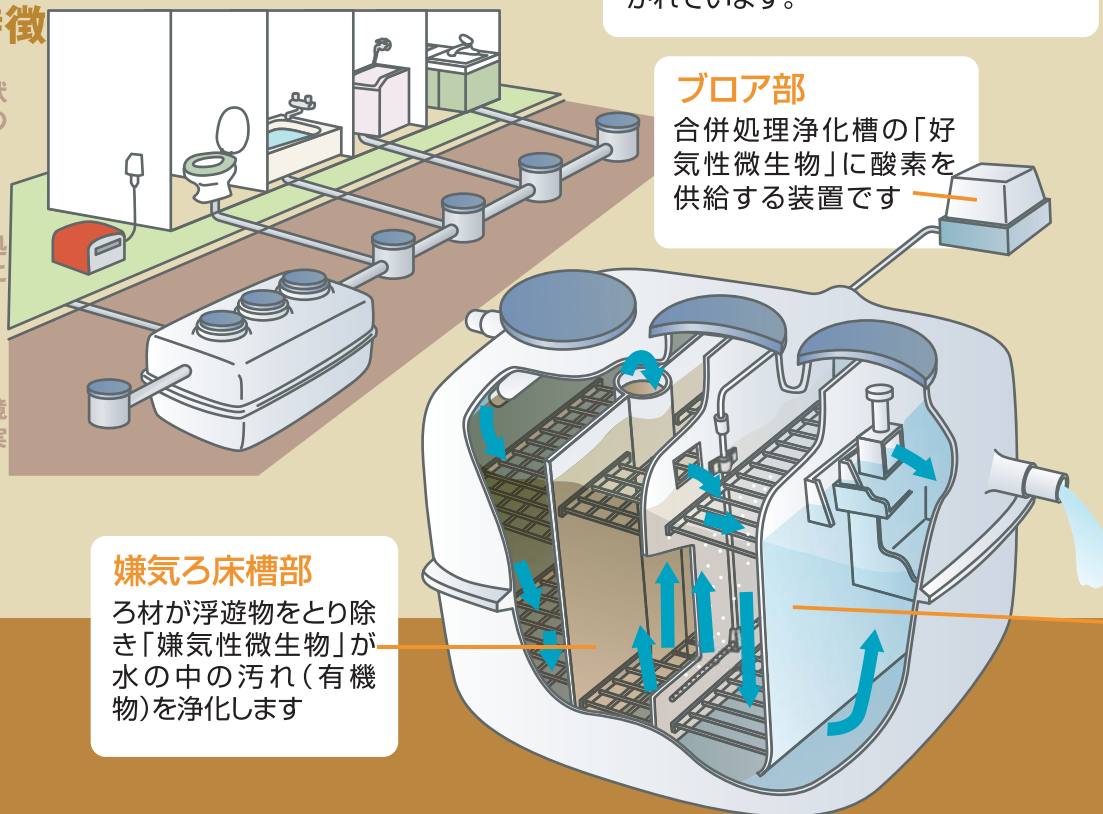 徴
がれています。
ブロア部
合併処理浄化槽の「好
気性微生物」に酸素を
供給する装置です
嫌気ろ床槽部
ろ材が浮遊物をとり除
き「嫌気性微生物」が
水の中の汚れ(有機
物)を浄化します